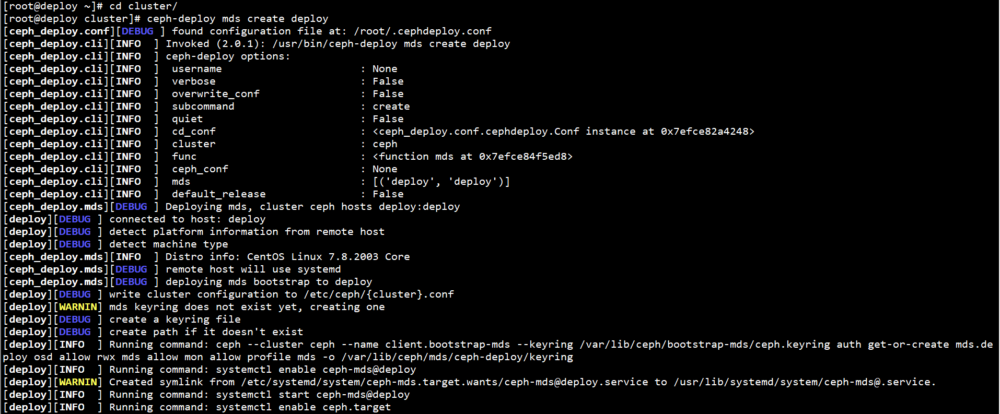 [root@deploy ~]# cd cluster/
[root@deploy cluster]# ceph-deploy mds create deploy
[ceph_deploy.conf][DEBUG ] found configuration file at: /root/.cephdeploy.conf
[ceph_deploy.cli][INFO  ] Invoked (2.0.1): /usr/bin/ceph-deploy mds create deploy
[ceph_deploy.cli][INFO  ] ceph-deploy options:
[ceph_deploy.cli][INFO  ]  username                      : None
[ceph_deploy.cli][INFO  ]  verbose                       : False
[ceph_deploy.cli][INFO  ]  overwrite_conf                : False
[ceph_deploy.cli][INFO  ]  subcommand                    : create
[ceph_deploy.cli][INFO  ]  quiet                         : False
[ceph_deploy.cli][INFO  ]  cd_conf                       : <ceph_deploy.conf.cephdeploy.Conf instance at 0x7efce82a4248>
[ceph_deploy.cli][INFO  ]  cluster                       : ceph
[ceph_deploy.cli][INFO  ]  func                          : <function mds at 0x7efce84f5ed8>
[ceph_deploy.cli][INFO  ]  ceph_conf                     : None
[ceph_deploy.cli][INFO  ]  mds                           : [('deploy', 'deploy')]
[ceph_deploy.cli][INFO  ]  default_release               : False
[ceph_deploy.mds][DEBUG ] Deploying mds, cluster ceph hosts deploy:deploy
[deploy][DEBUG ] connected to host: deploy
[deploy][DEBUG ] detect platform information from remote host
[deploy][DEBUG ] detect machine type
[ceph_deploy.mds][INFO  ] Distro info: CentOS Linux 7.8.2003 Core
[ceph_deploy.mds][DEBUG ] remote host will use systemd
[ceph_deploy.mds][DEBUG ] deploying mds bootstrap to deploy
[deploy][DEBUG ] write cluster configuration to /etc/ceph/{cluster}.conf
[deploy][WARNIN] mds keyring does not exist yet, creating one
[deploy][DEBUG ] create a keyring file
[deploy][DEBUG ] create path if it doesn't exist
[deploy][INFO  ] Running command: ceph --cluster ceph --name client.bootstrap-mds --keyring /var/lib/ceph/bootstrap-mds/ceph.keyring auth get-or-create mds.de
ploy osd allow rwx mds allow mon allow profile mds -o /var/lib/ceph/mds/ceph-deploy/keyring
[deploy][INFO  ] Running command: systemctl enable ceph-mds@deploy
[deploy][WARNIN] Created symlink from /etc/systemd/system/ceph-mds.target.wants/ceph-mds@deploy.service to /usr/lib/systemd/system/ceph-mds@.service.
[deploy][INFO  ] Running command: systemctl start ceph-mds@deploy
[deploy][INFO  ] Running command: systemctl enable ceph.target